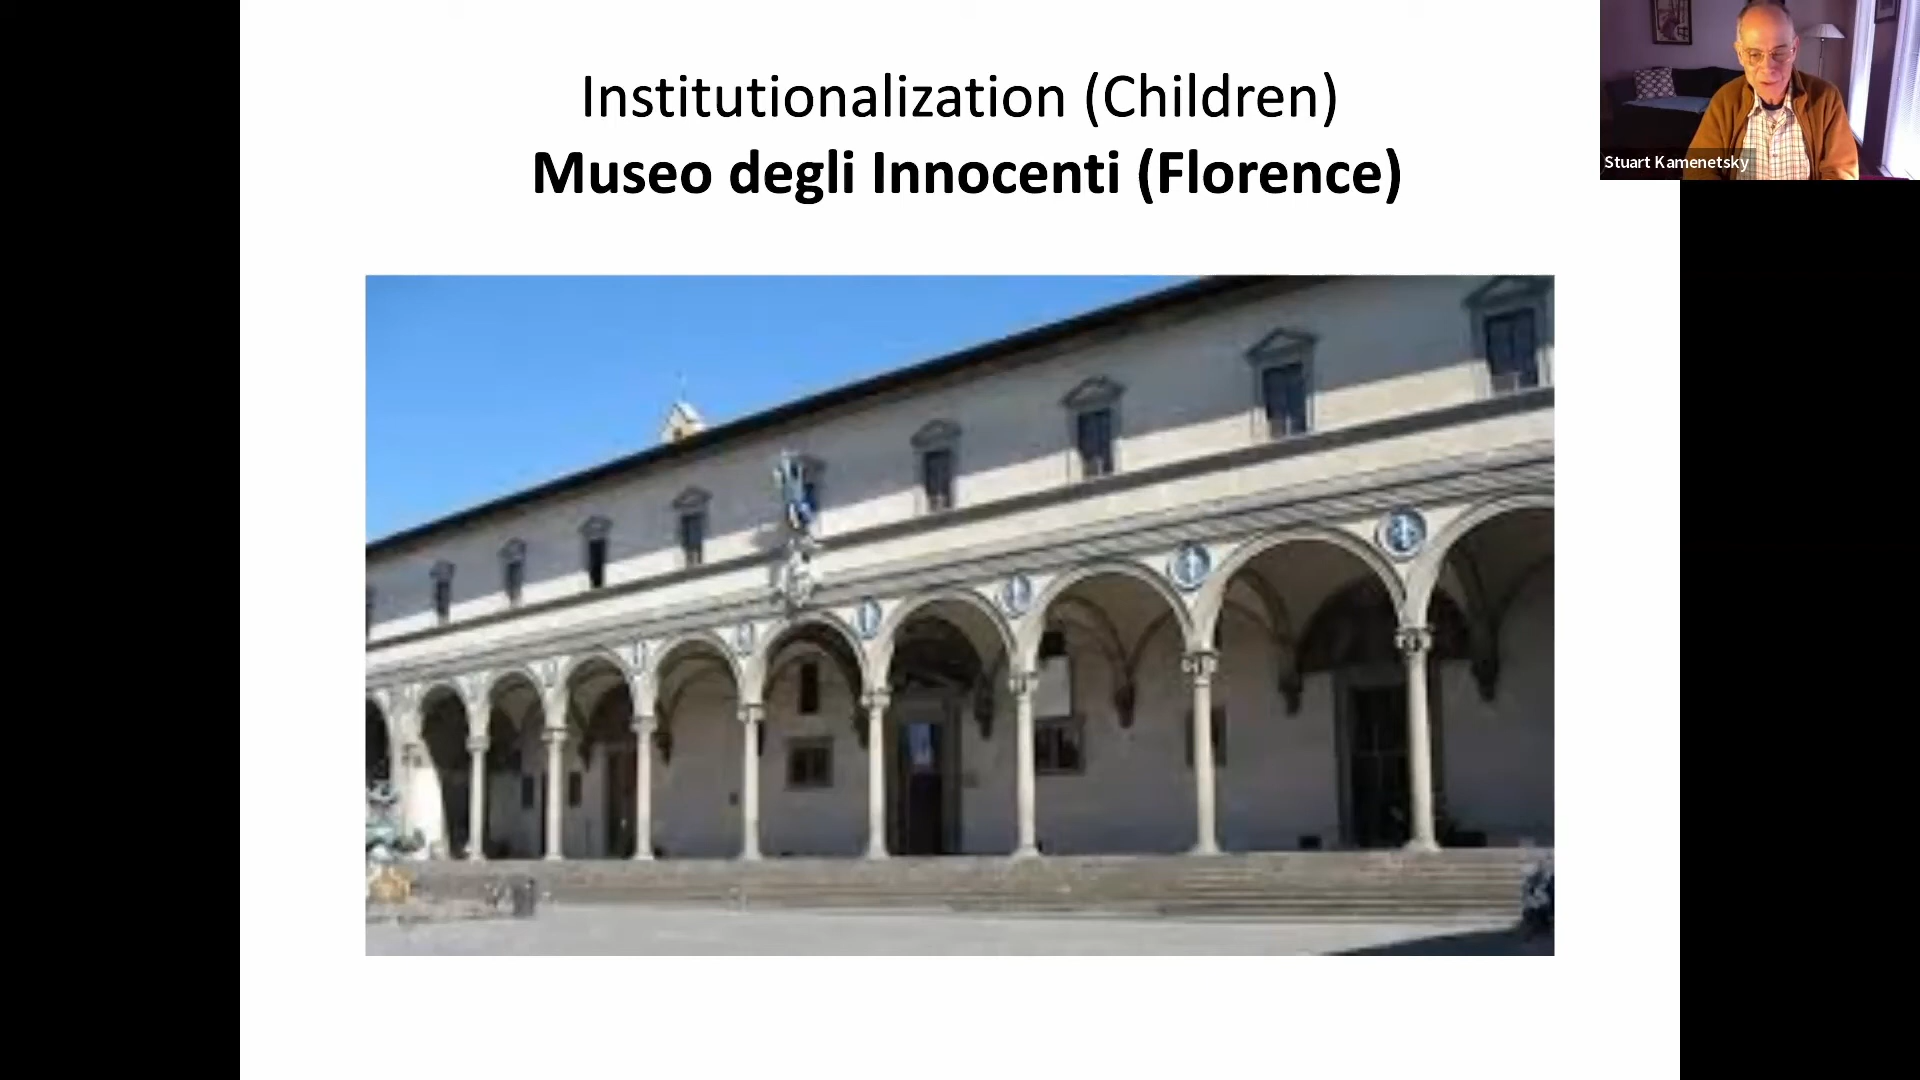 Institutionalization (Children)
Museo degli Innocenti (Florence)
Stuart Kamenetsky